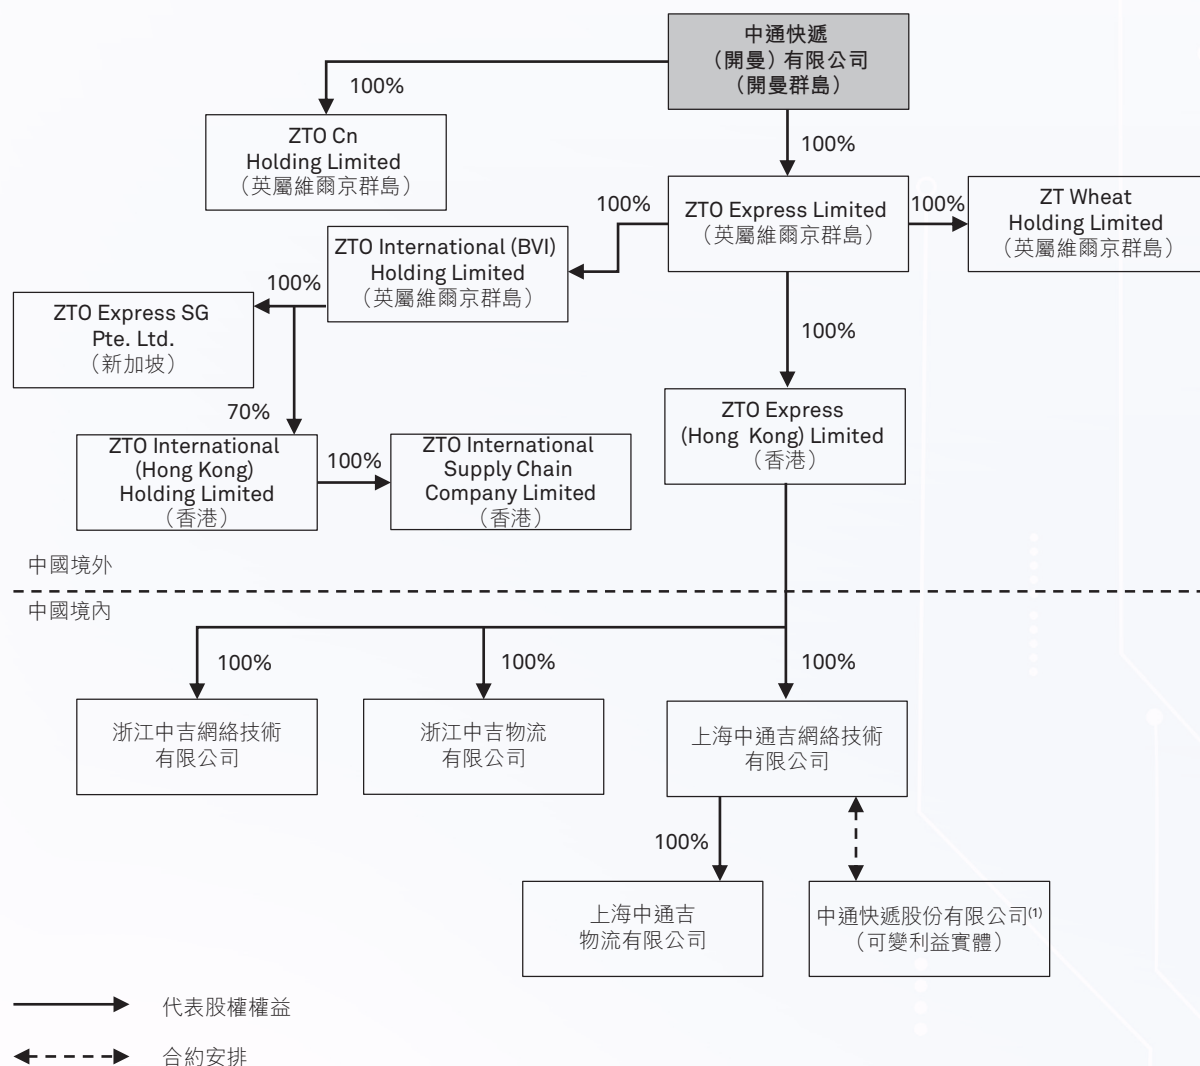 中通快遞
（開曼）有限公司
（開曼群島）
100%
ZTO Cn
Holding Limited
（英屬維爾京群島）
100%
ZTO Express Limited
（英屬維爾京群島）
100%
ZT Wheat
Holding Limited
（英屬維爾京群島）
100%
ZTO International (BVI)
Holding Limited
（英屬維爾京群島）
100%
ZTO Express SG
Pte. Ltd.
（新加坡）
100%
ZTO Express
(Hong Kong) Limited
（香港）
70%
ZTO International
(Hong Kong)
Holding Limited
（香港）
100%
ZTO International
Supply Chain
Company Limited
（香港）
中國境外
中國境內
100%
100%
100%
浙江中吉網絡技術
有限公司
浙江中吉物流
有限公司
上海中通吉網絡技術
有限公司
100%
上海中通吉
物流有限公司
中通快遞股份有限公司(1)
（可變利益實體）
代表股權權益
合約安排